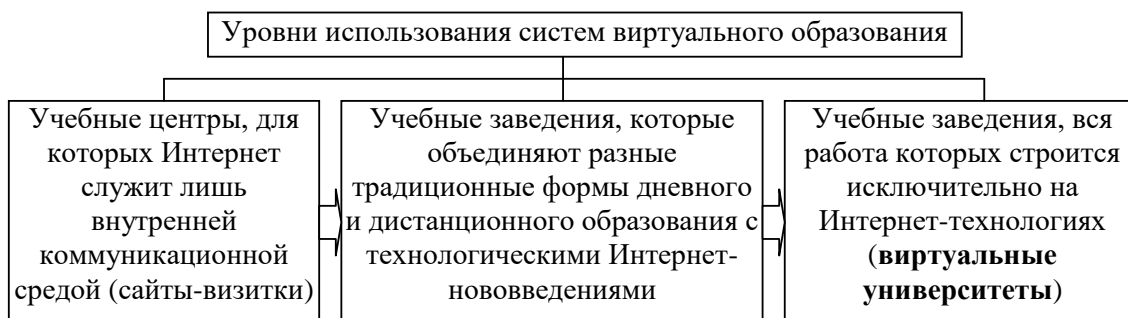 Уровни использования систем виртуального образования
Учебные центры, для
которых Интернет
служит лишь
внутренней
коммуникационной
средой (сайты-визитки)
Учебные заведения, которые
объединяют разные
традиционные формы дневного
и дистанционного образования с
технологическими Интернет-
нововведениями
Учебные заведения, вся
работа которых строится
исключительно на
Интернет-технологиях
(виртуальные
университеты)